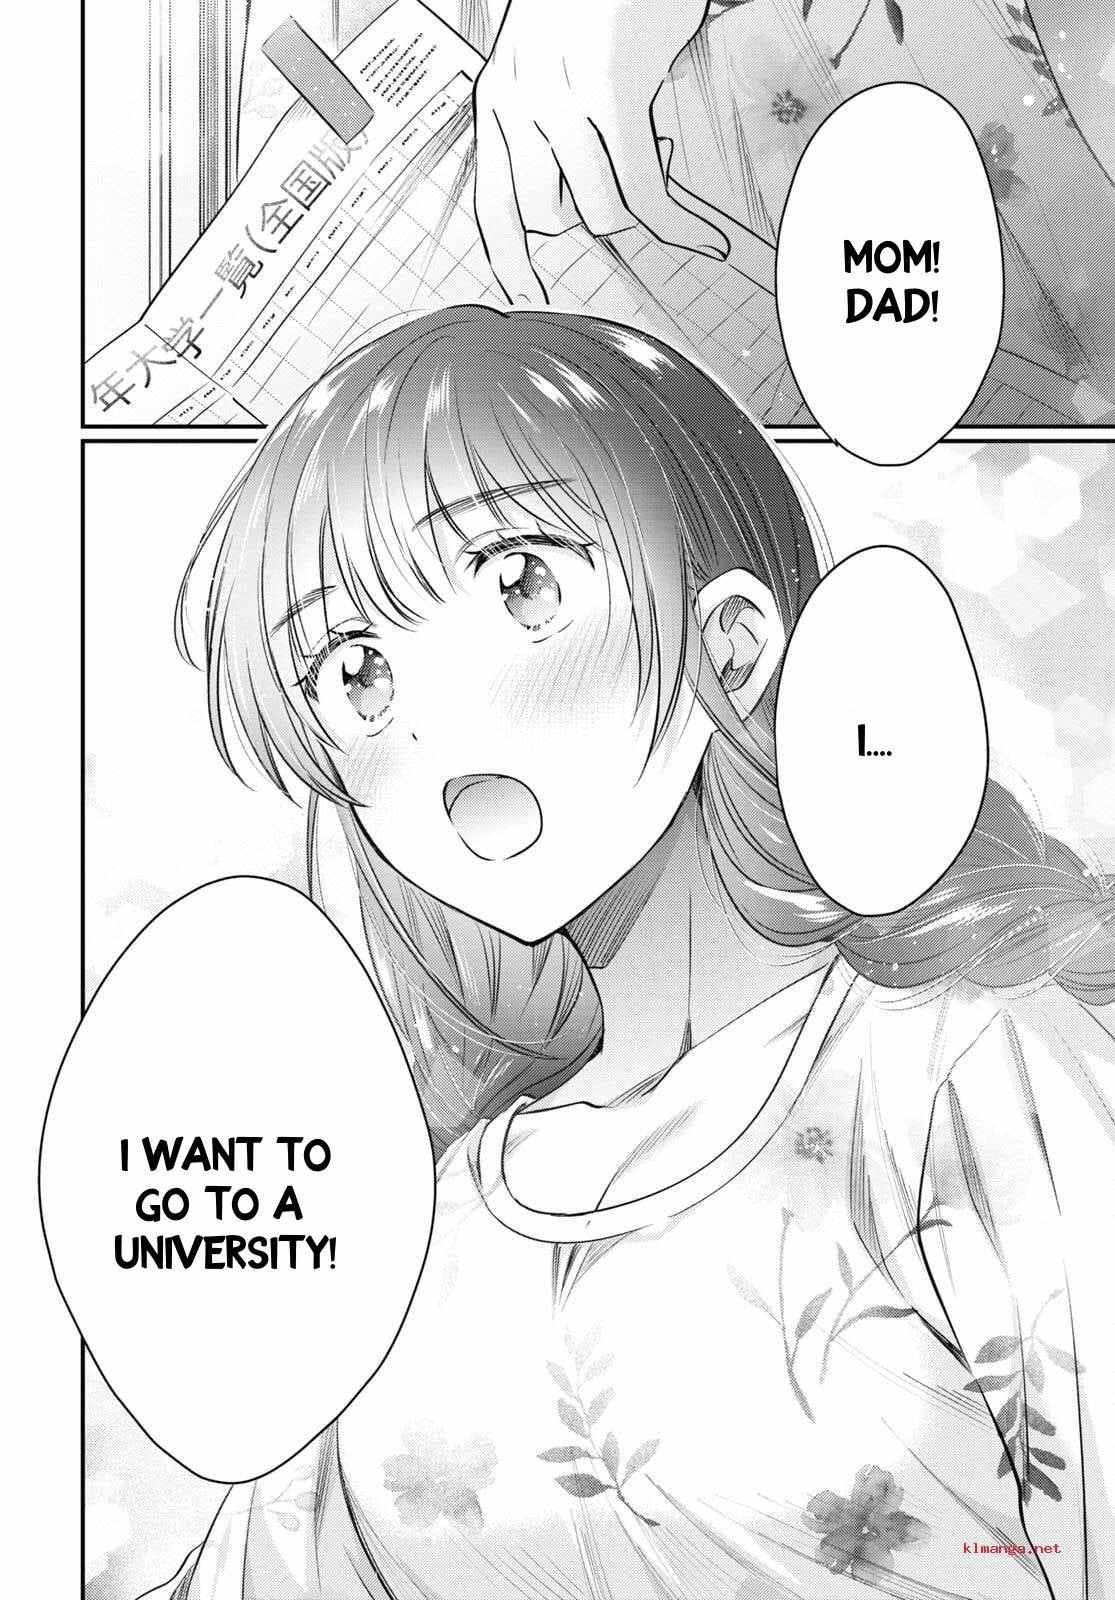 年大学一覧(全国版)
MOM!
DAD!
I....
I WANT TO
GO TO A
UNIVERSITY!
klmanga.net